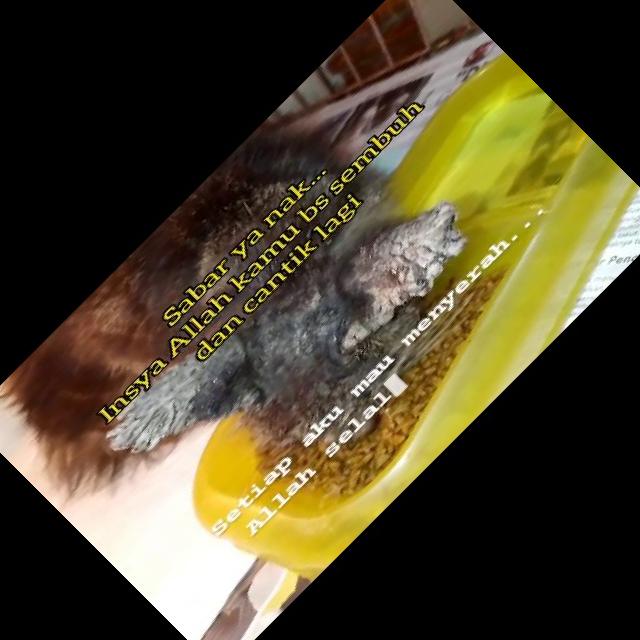 Sabar ya nak...
Insya Allah kamu bs sembuh
dan cantik lagi
Setiap aku mau menyerah...
Allah selal